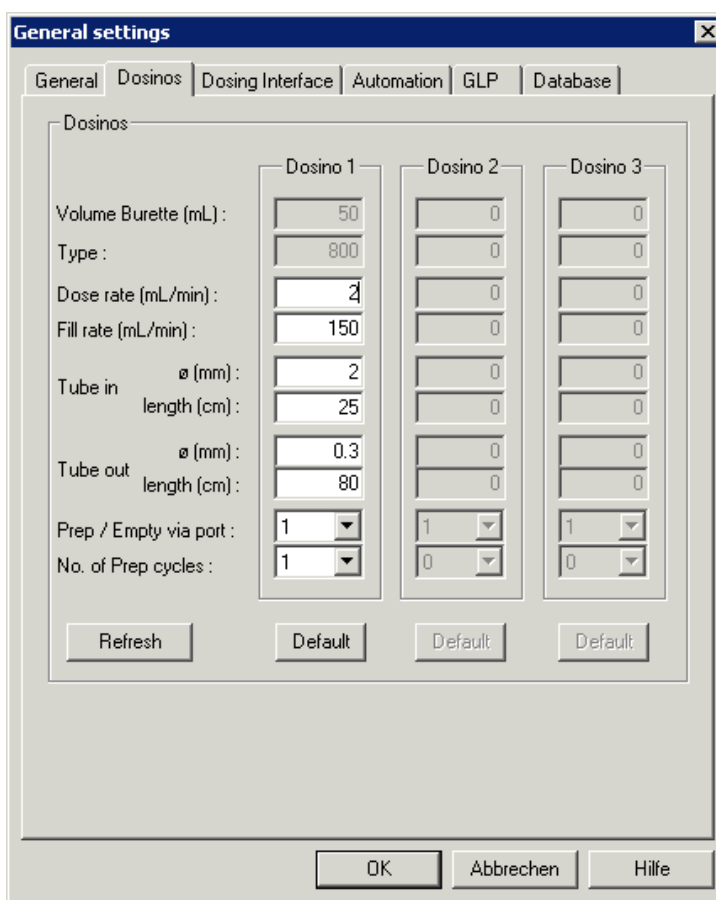 General settings
General Dosinos Dosing Interface Automation GLP Database
Dosinos
Dosino 1 Dosino 2 Dosino 3
Volume Burette (mL) : 50 0 0
Type : 800 0 0
Dose rate (mL/min) : 2 0 0
Fill rate (mL/min) : 150 0 0
Tube in
ø (mm) : 2 0 0
length (cm) : 25 0 0
Tube out
ø (mm) : 0.3 0 0
length (cm) : 80 0 0
Prep / Empty via port : 1 1 1
No. of Prep cycles : 1 0 0
Refresh Default Default Default
OK Abbrechen Hilfe